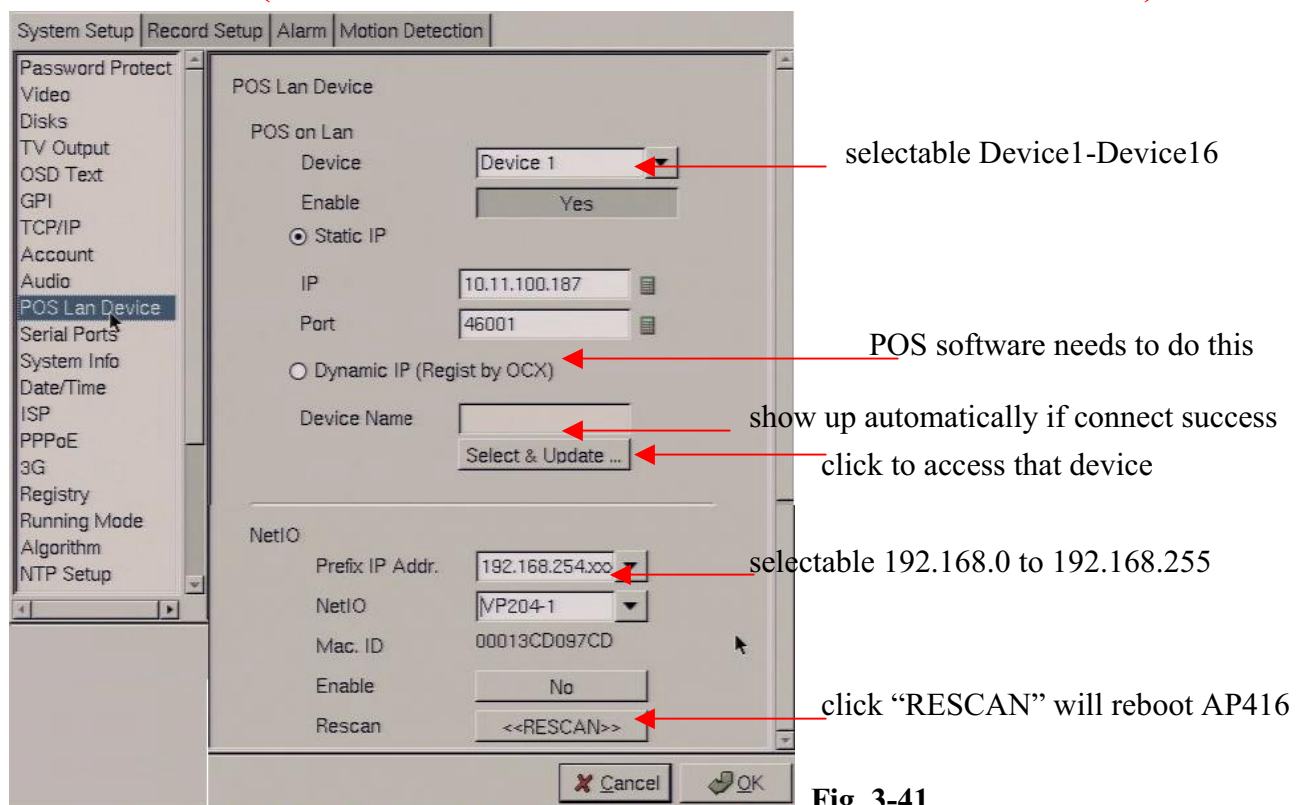 System Setup Record Setup Alarm Motion Detection
Password Protect
Video
Disks
TV Output
OSD Text
GPI
TCP/IP
Account
Audio
POS Lan Device
Serial Ports
System Info
Date/Time
ISP
PPPoE
3G
Registry
Running Mode
Algorithm
NTP Setup
POS Lan Device
POS on Lan
Device Device 1 selectable Device1-Device16
Enable Yes
Static IP
IP 10.11.100.187
Port 46001
POS software needs to do this
Dynamic IP (Regist by OCX)
Device Name show up automatically if connect success
Select & Update ... click to access that device
NetIO
Prefix IP Addr. 192.168.254.xxx selectable 192.168.0 to 192.168.255
NetIO VP204-1
Mac. ID 00013CD097CD
Enable No
Rescan <<RESCAN>> click “RESCAN” will reboot AP416
Cancel OK
Fig. 3-41